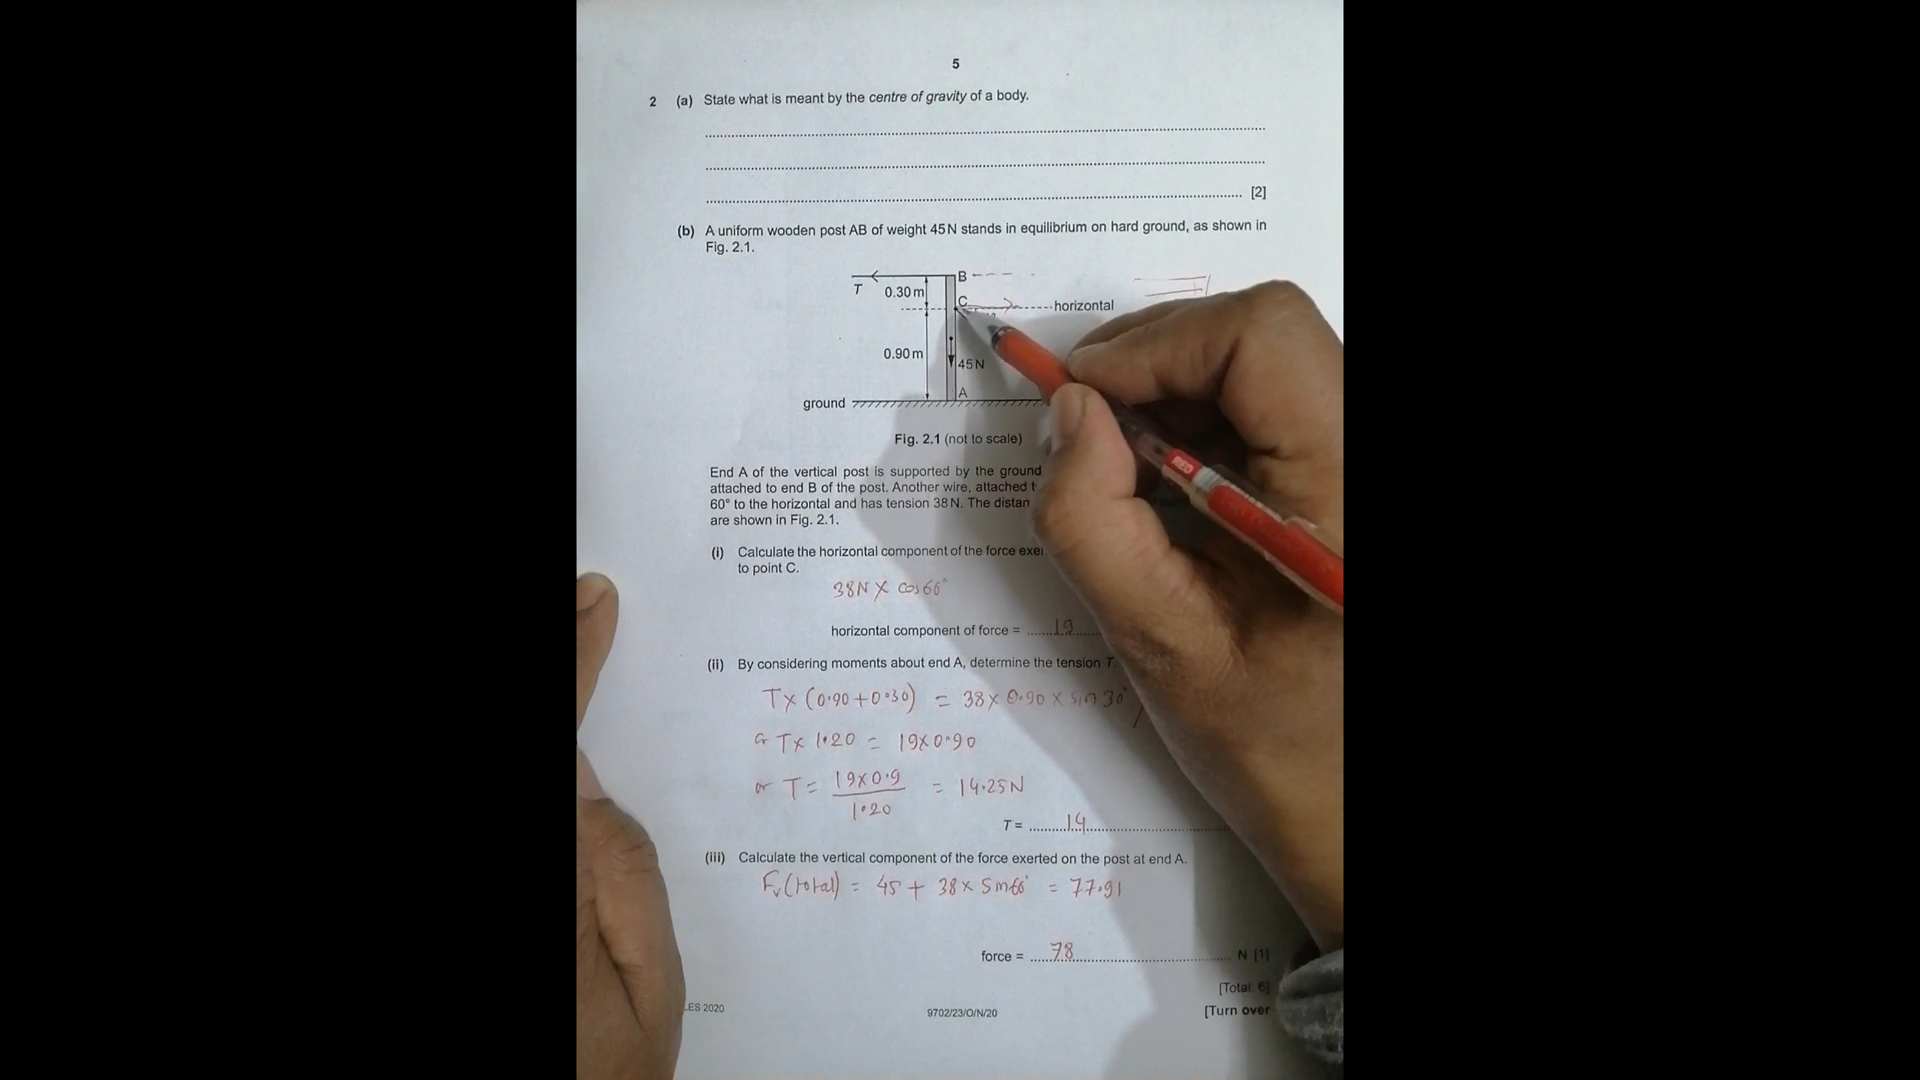 5
2 (a) State what is meant by the centre of gravity of a body.
[2]
(b) A uniform wooden post AB of weight 45N stands in equilibrium on hard ground, as shown in
Fig. 2.1.
B
T
0.30m
C
horizontal
0.90m
45N
A
ground
Fig. 2.1 (not to scale)
End A of the vertical post is supported by the ground
attached to end B of the post. Another wire, attached
60° to the horizontal and has tension 38N. The
are shown in Fig. 2.1.
(i) Calculate the horizontal component of the force
to point C.
38N × cos60°
horizontal component of force = 19
(ii) By considering moments about end A, determine the tension T
T× (0.90+0.30) = 38× 0.90 × sin30°
or T× 1.20 = 19×0.90
or T = 19×0.9 / 1.20 = 14.25N
T = 14
(iii) Calculate the vertical component of the force exerted on the post at end A.
Fv(total) = 45 + 38× Sin60° = 77.91
force = 78 N [1]
[Total: 6]
LES 2020 9702/23/O/N/20 [Turn over